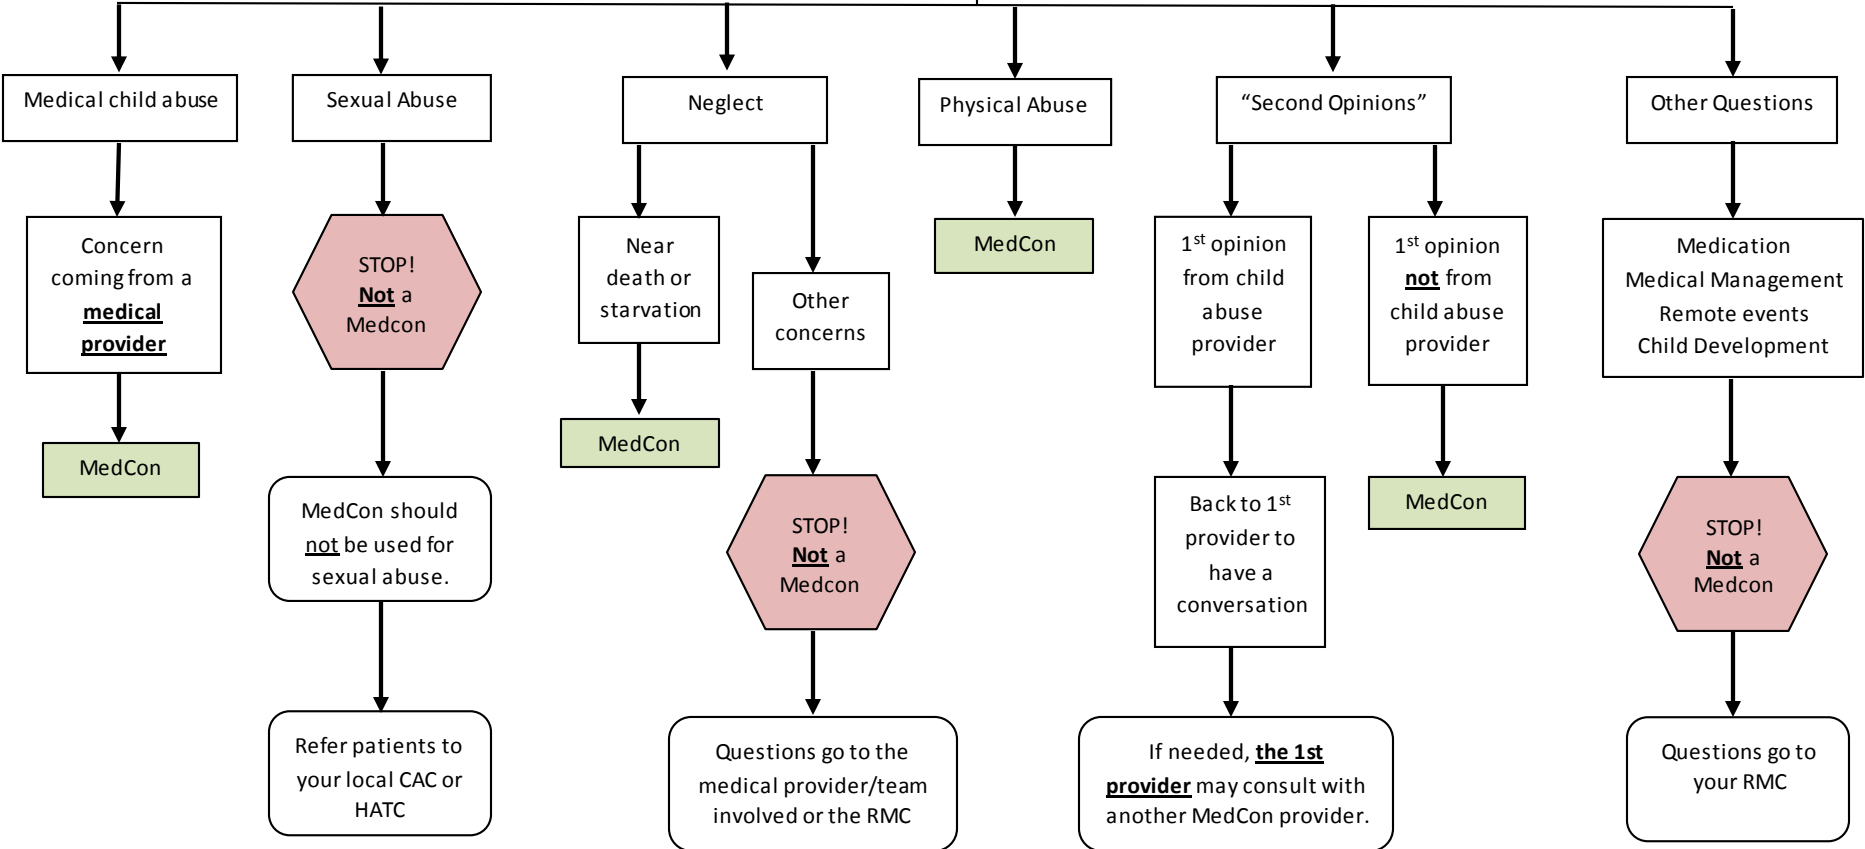 Medical child abuse
Concern
coming from a
medical
provider
MedCon
Sexual Abuse
STOP!
Not a
Medcon
MedCon should
not be used for
sexual abuse.
Refer patients to
your local CAC or
HATC
Neglect
Near
death or
starvation
MedCon
Other
concerns
STOP!
Not a
Medcon
Questions go to the
medical provider/team
involved or the RMC
Physical Abuse
MedCon
“Second Opinions”
1st opinion
from child
abuse
provider
Back to 1st
provider to
have a
conversation
If needed, the 1st
provider may consult with
another MedCon provider.
1st opinion
not from
child abuse
provider
MedCon
Other Questions
Medication
Medical Management
Remote events
Child Development
STOP!
Not a
Medcon
Questions go to
your RMC